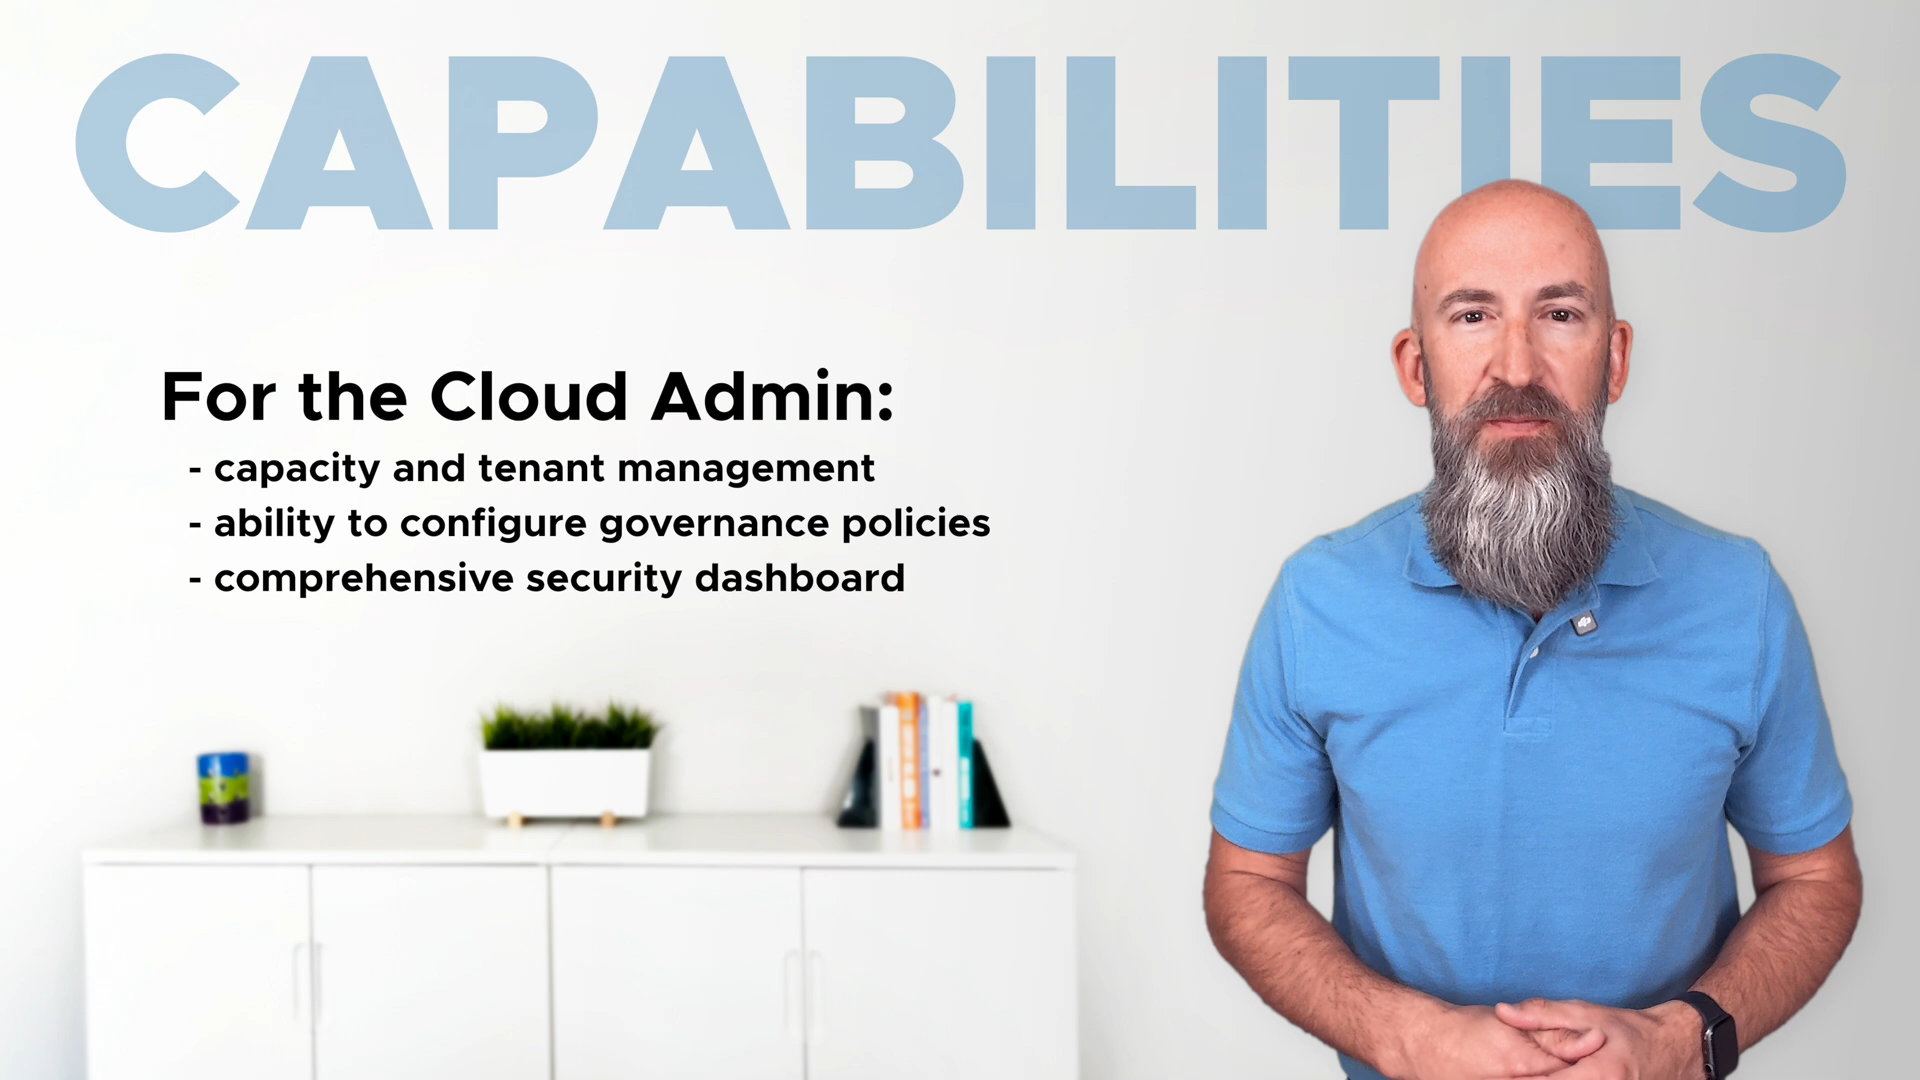 CAPABILITIES
For the Cloud Admin:
- capacity and tenant management
- ability to configure governance policies
- comprehensive security dashboard